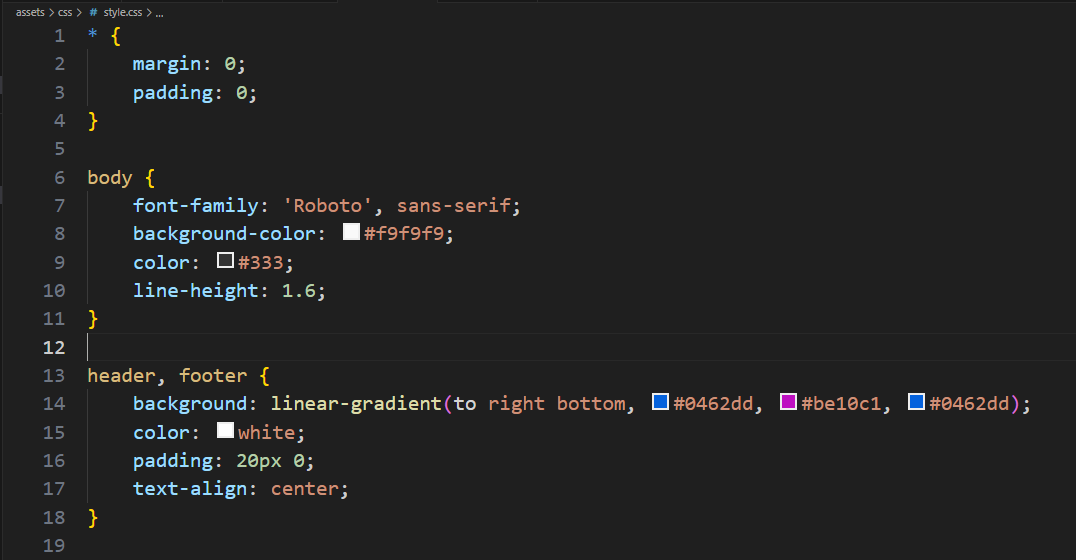 assets > css > # style.css > ...
1 * {
2     margin: 0;
3     padding: 0;
4 }
5
6 body {
7     font-family: 'Roboto', sans-serif;
8     background-color: #f9f9f9;
9     color: #333;
10     line-height: 1.6;
11 }
12
13 header, footer {
14     background: linear-gradient(to right bottom, #0462dd, #be10c1, #0462dd);
15     color: white;
16     padding: 20px 0;
17     text-align: center;
18 }
19